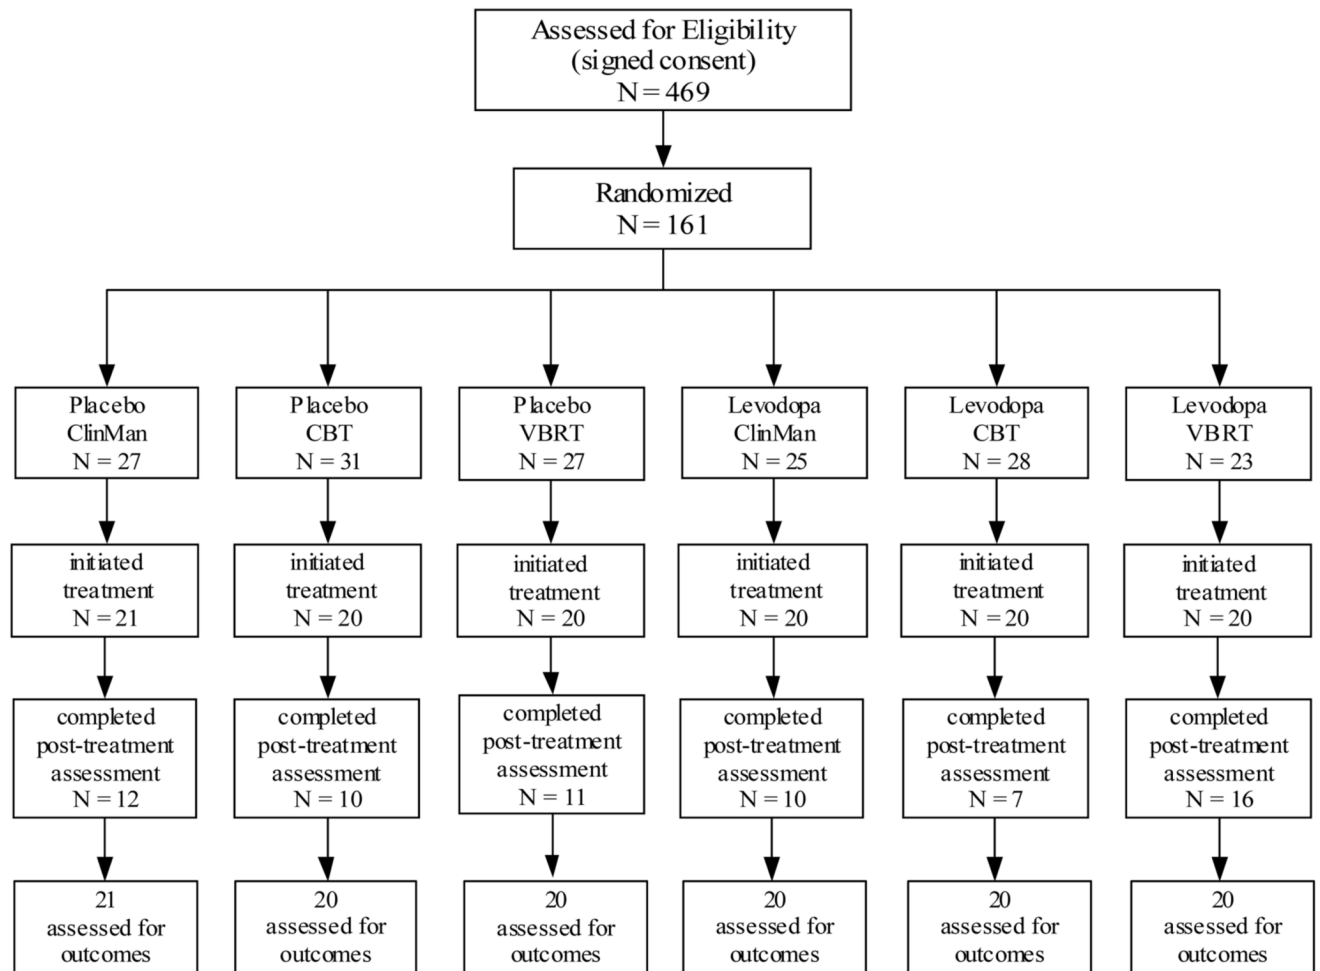 Assessed for Eligibility
(signed consent)
N = 469
Randomized
N = 161
Placebo
ClinMan
N = 27
Placebo
CBT
N = 31
Placebo
VBRT
N = 27
Levodopa
ClinMan
N = 25
Levodopa
CBT
N = 28
Levodopa
VBRT
N = 23
initiated
treatment
N = 21
initiated
treatment
N = 20
initiated
treatment
N = 20
initiated
treatment
N = 20
initiated
treatment
N = 20
initiated
treatment
N = 20
completed
post-treatment
assessment
N = 12
completed
post-treatment
assessment
N = 10
completed
post-treatment
assessment
N = 11
completed
post-treatment
assessment
N = 10
completed
post-treatment
assessment
N = 7
completed
post-treatment
assessment
N = 16
21
assessed for
outcomes
20
assessed for
outcomes
20
assessed for
outcomes
20
assessed for
outcomes
20
assessed for
outcomes
20
assessed for
outcomes